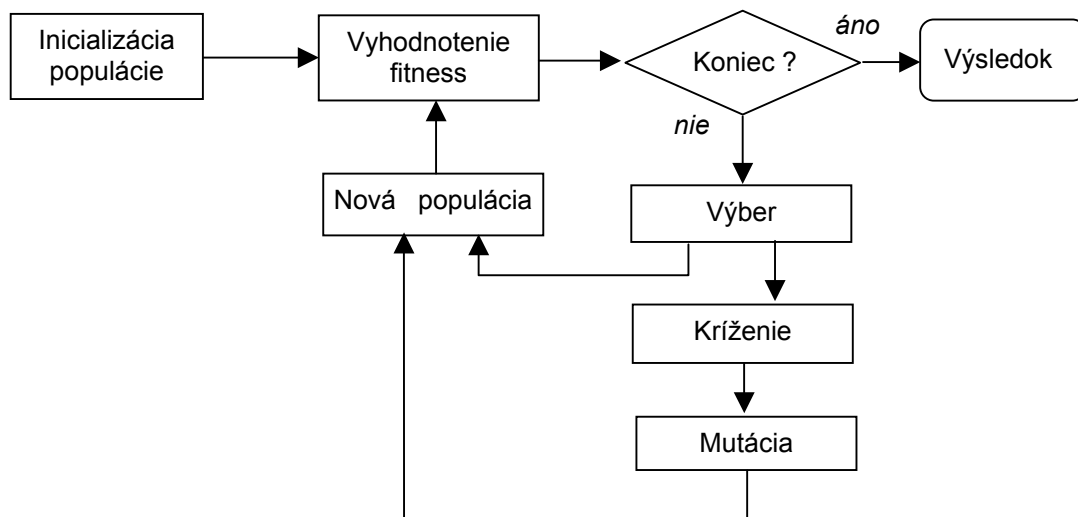 Inicializácia
populácie
Vyhodnotenie
fitness
Koniec ?
áno
Výsledok
nie
Nová populácia
Výber
Kríženie
Mutácia